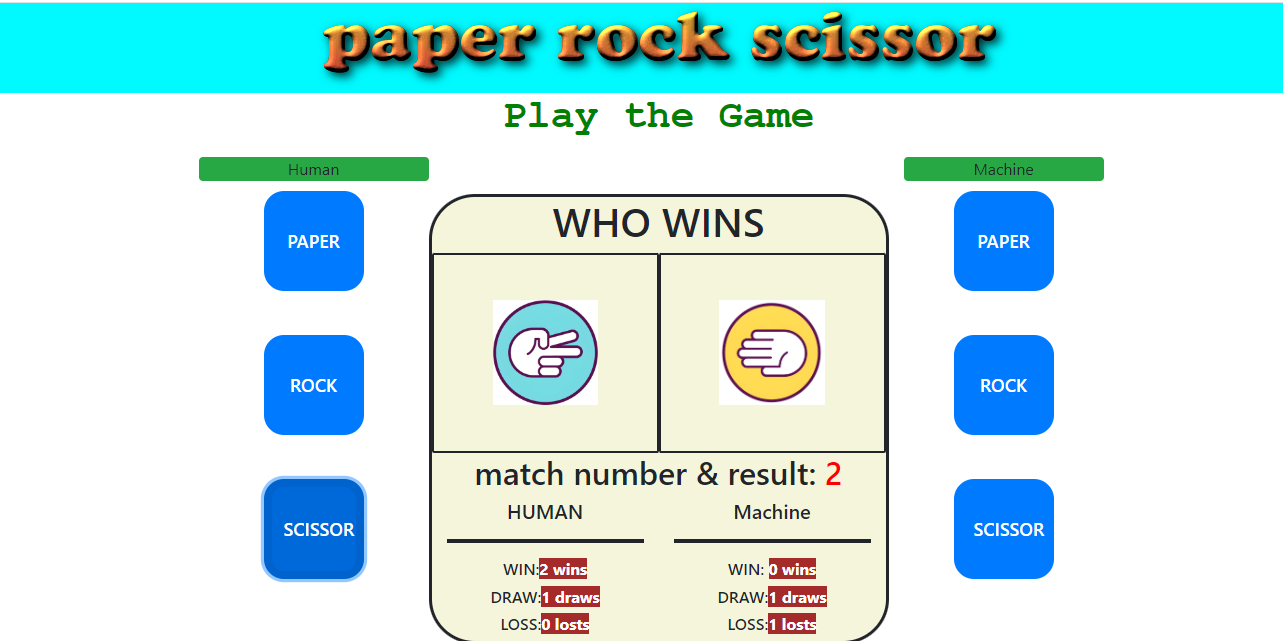 paper rock scissor
Play the Game
Human
Machine
PAPER
ROCK
SCISSOR
WHO WINS
match number & result: 2
HUMAN
WIN:2 wins
DRAW:1 draws
LOSS:0 losts
Machine
WIN: 0 wins
DRAW:1 draws
LOSS:1 losts
PAPER
ROCK
SCISSOR